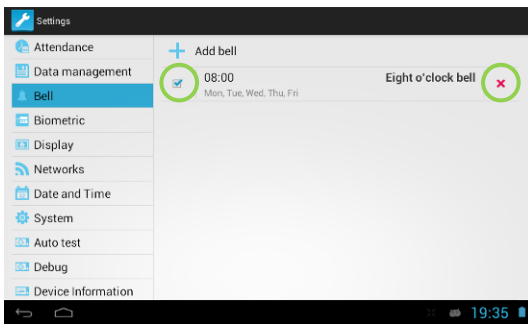 Settings
Attendance
Data management
Bell
Biometric
Display
Networks
Date and Time
System
Auto test
Debug
Device Information
Add bell
08:00 Eight o'clock bell
Mon, Tue, Wed, Thu, Fri
19:35